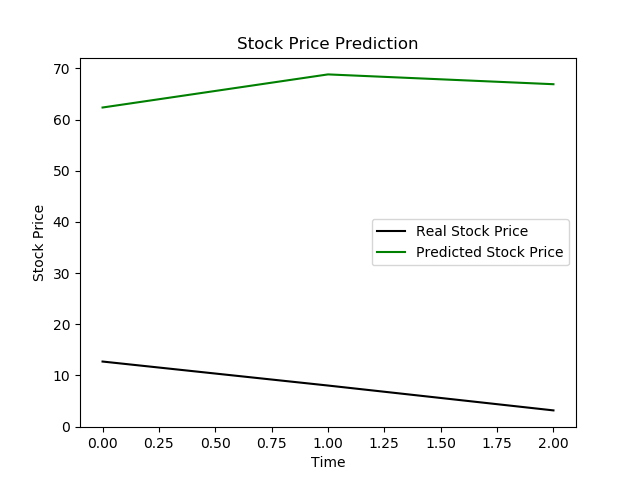 Stock Price Prediction
70
60
50
40
30
20
10
0
Stock Price
Real Stock Price
Predicted Stock Price
0.00 0.25 0.50 0.75 1.00 1.25 1.50 1.75 2.00
Time